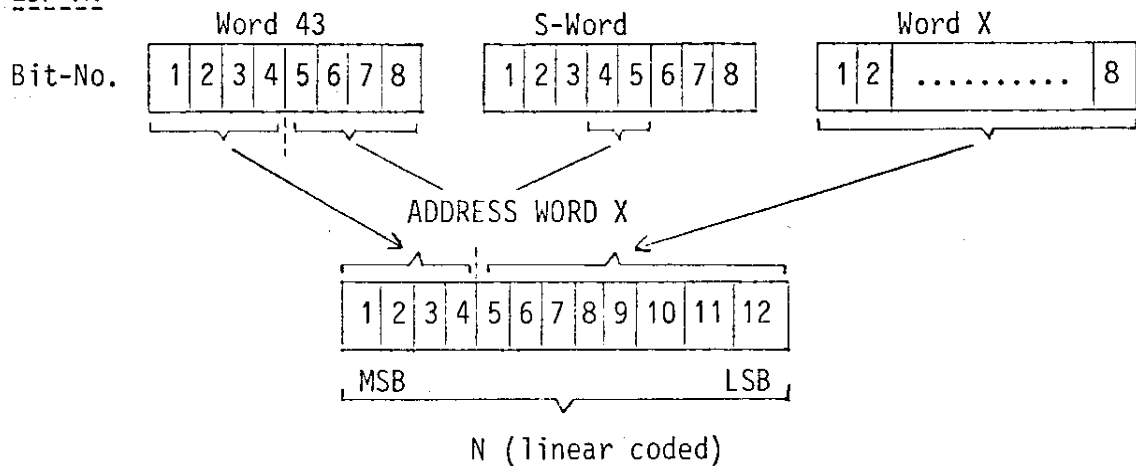 Word 43 S-Word Word X
Bit-No. 1 2 3 4 5 6 7 8 1 2 3 4 5 6 7 8 1 2 .......... 8
ADDRESS WORD X
1 2 3 4 5 6 7 8 9 10 11 12
MSB LSB
N (linear coded)